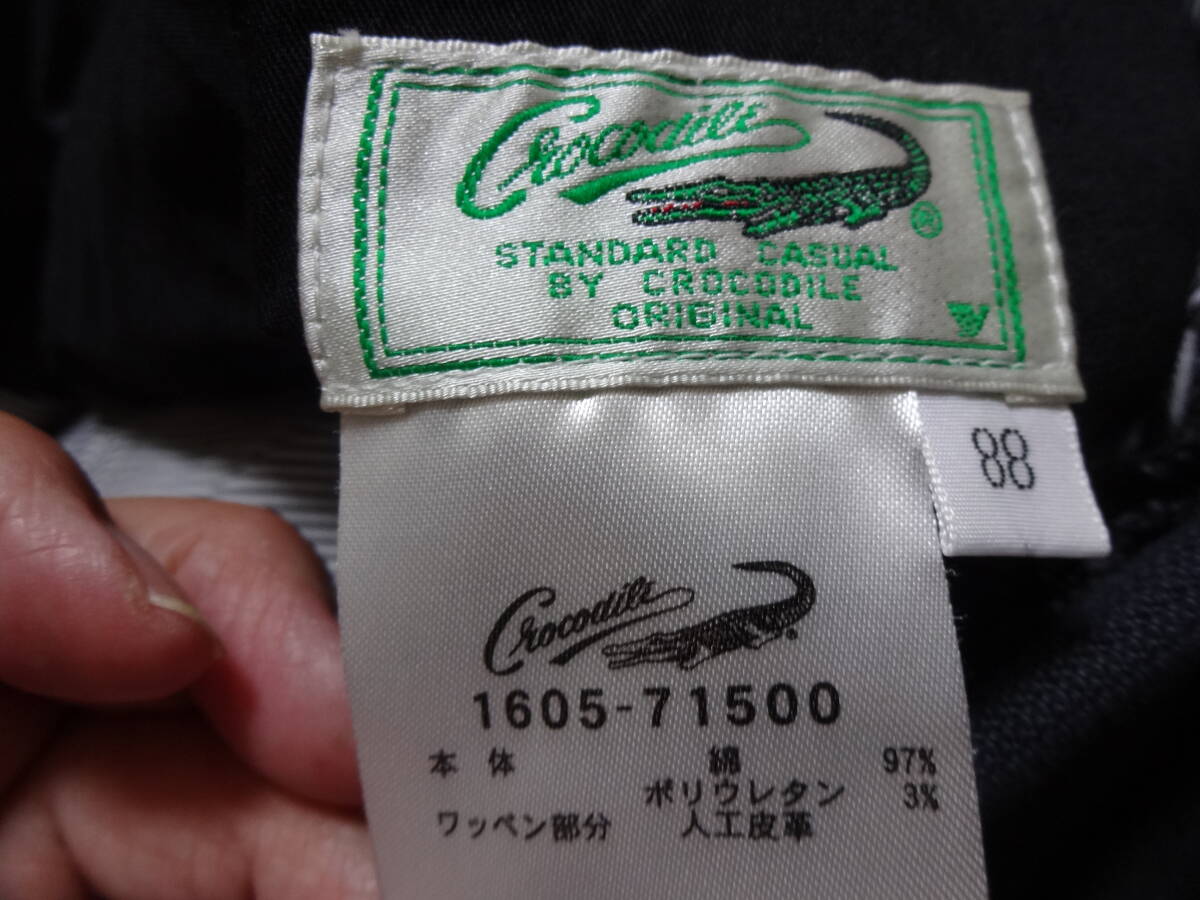 Crocodile
®
STANDARD CASUAL
BY CROCODILE
ORIGINAL
88
Crocodile
1605-71500
本体 綿 97%
ポリウレタン 3%
ワッペン部分 人工皮革